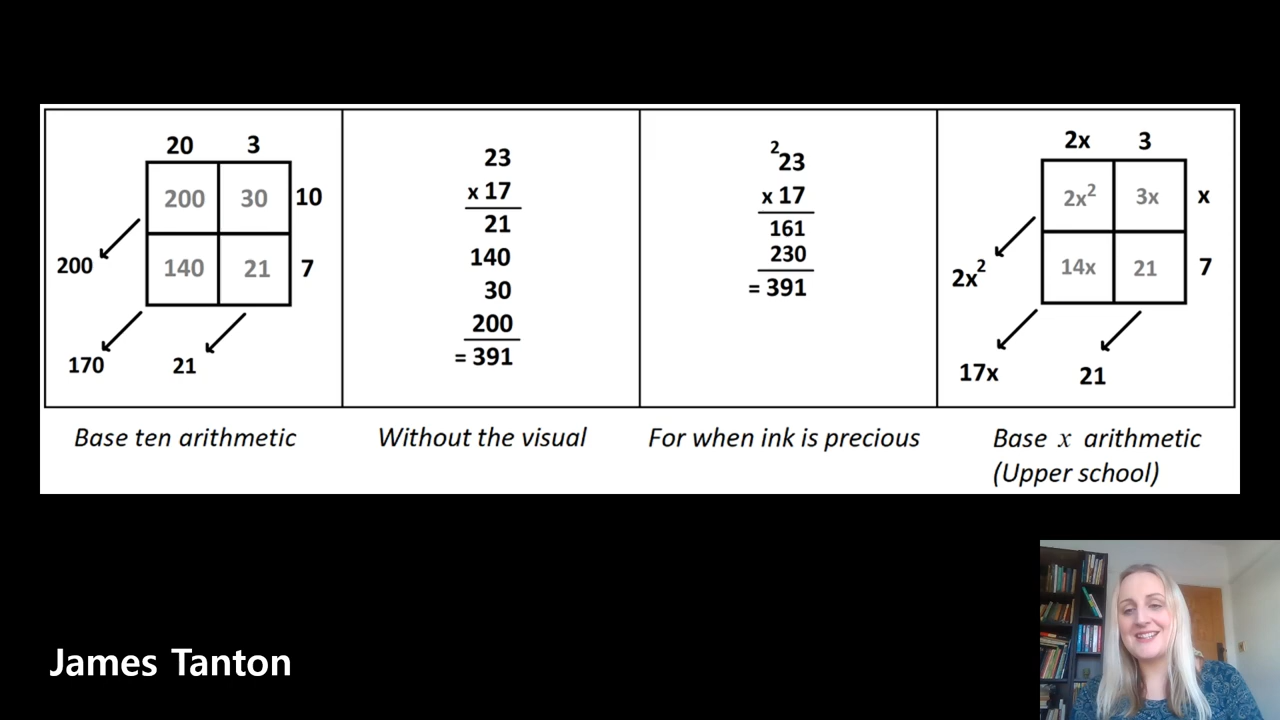 20 3
200 30 10
200
140 21 7
170 21
23
x 17
21
140
30
200
= 391
²23
x 17
161
230
= 391
2x 3
2x² 3x x
2x²
14x 21 7
17x 21
Base ten arithmetic
Without the visual
For when ink is precious
Base x arithmetic
(Upper school)
James Tanton